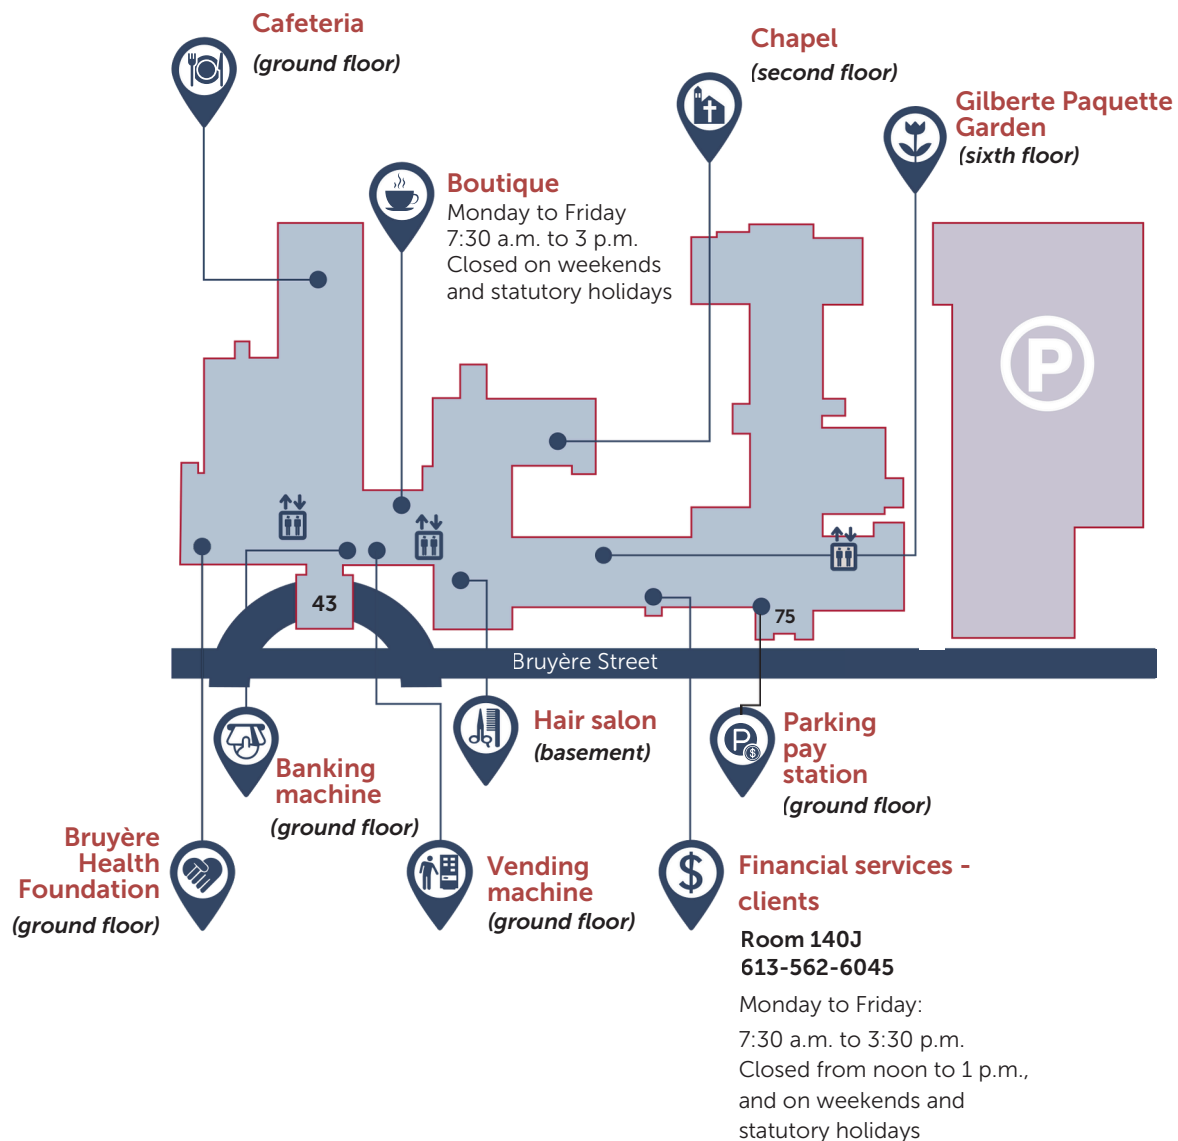 Cafeteria
(ground floor)
Chapel
(second floor)
Gilberte Paquette
Garden
(sixth floor)
Boutique
Monday to Friday
7:30 a.m. to 3 p.m.
Closed on weekends
and statutory holidays
P
43
75
Bruyère Street
Hair salon
(basement)
Parking
pay
station
(ground floor)
P
$
Banking
machine
(ground floor)
Bruyère
Health
Foundation
(ground floor)
Vending
machine
(ground floor)
$
Financial services -
clients
Room 140J
613-562-6045
Monday to Friday:
7:30 a.m. to 3:30 p.m.
Closed from noon to 1 p.m.,
and on weekends and
statutory holidays